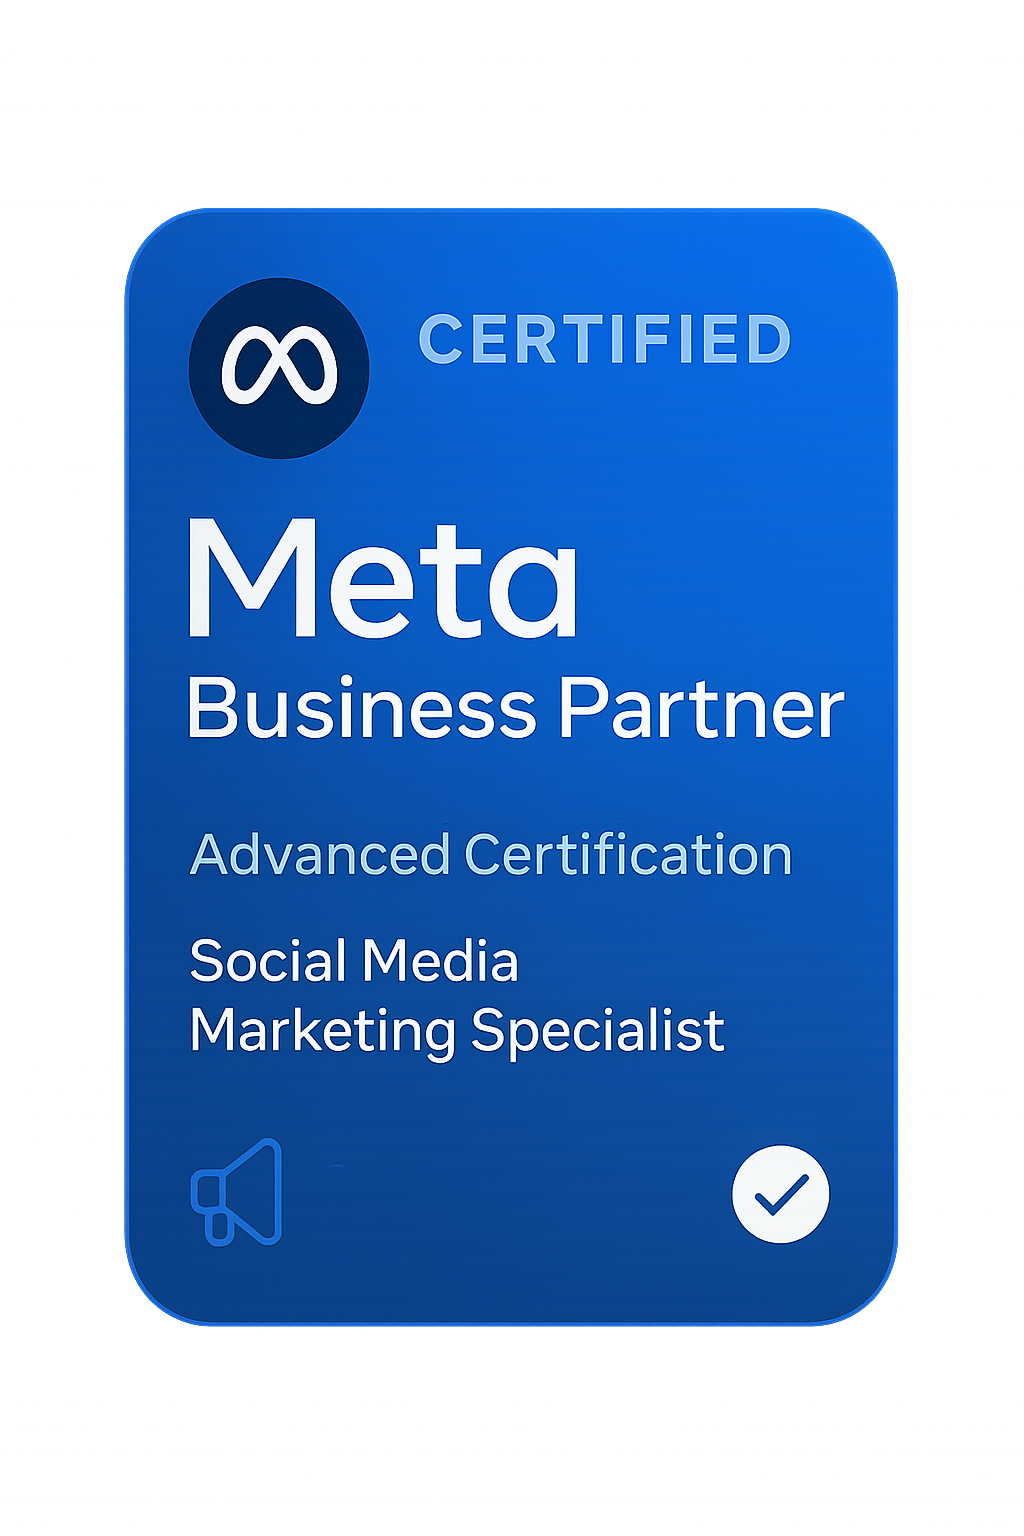 CERTIFIED
Meta
Business Partner
Advanced Certification
Social Media
Marketing Specialist